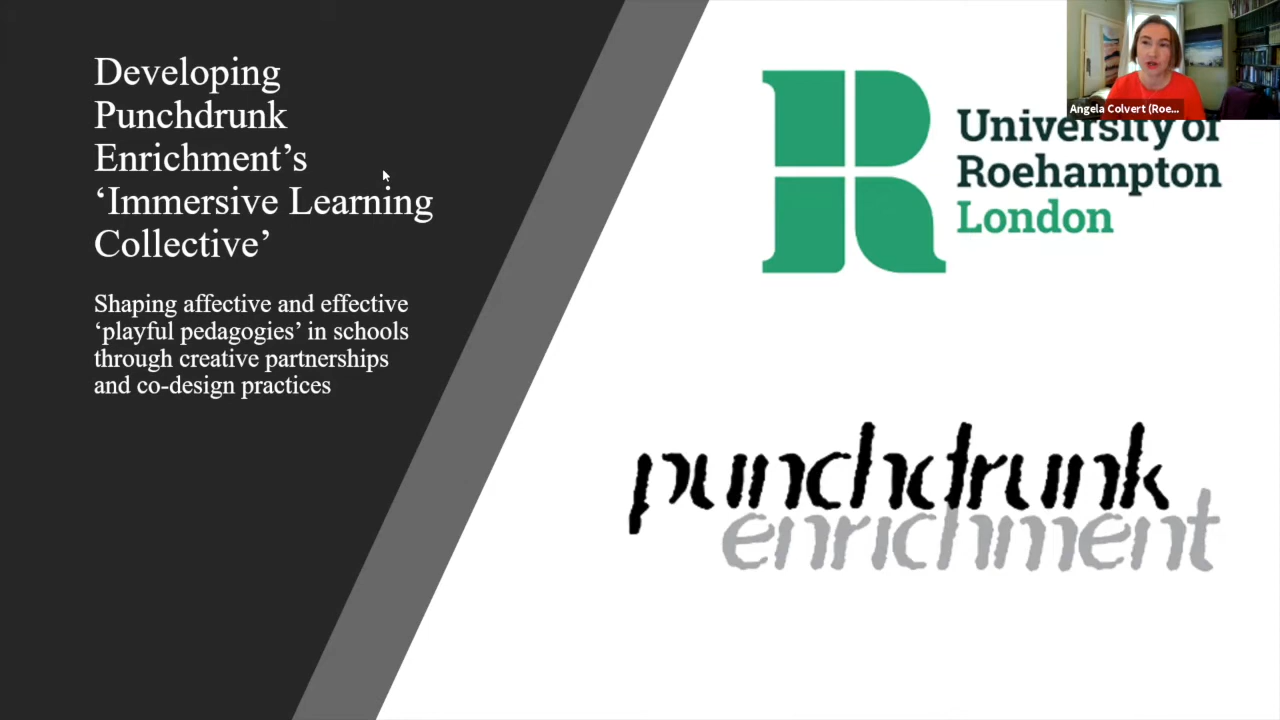 Developing
Punchdrunk
Enrichment’s
‘Immersive Learning
Collective’
Shaping affective and effective
‘playful pedagogies’ in schools
through creative partnerships
and co-design practices
Angela Colvert (Roe...
University of
Roehampton
London
punchdrunk
enrichment